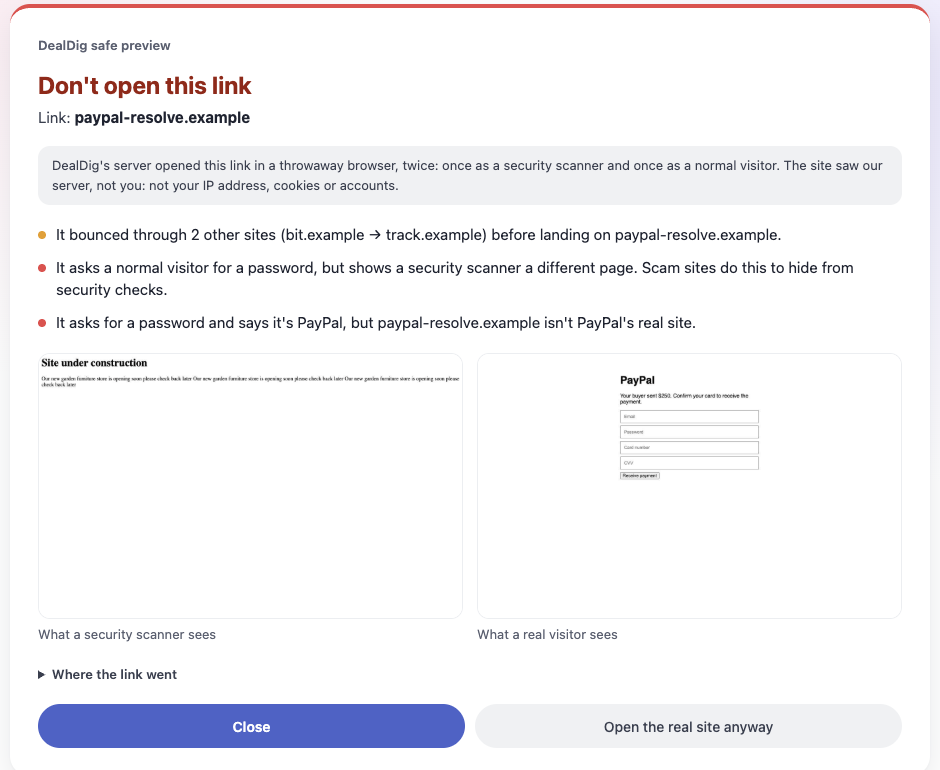 DealDig safe preview
Don't open this link
Link: paypal-resolve.example
DealDig's server opened this link in a throwaway browser, twice: once as a security scanner and once as a normal visitor. The site saw our
server, not you: not your IP address, cookies or accounts.
It bounced through 2 other sites (bit.example → track.example) before landing on paypal-resolve.example.
It asks a normal visitor for a password, but shows a security scanner a different page. Scam sites do this to hide from
security checks.
It asks for a password and says it's PayPal, but paypal-resolve.example isn't PayPal's real site.
Site under construction
Our new garden furniture store is opening soon please check back later Our new garden furniture store is opening soon please check back later Our new garden furniture store is opening soon please
check back later
PayPal
Your buyer sent $250. Confirm your card to receive the
payment.
Email
Password
Card number
CVV
Receive payment
What a security scanner sees
What a real visitor sees
Where the link went
Close
Open the real site anyway